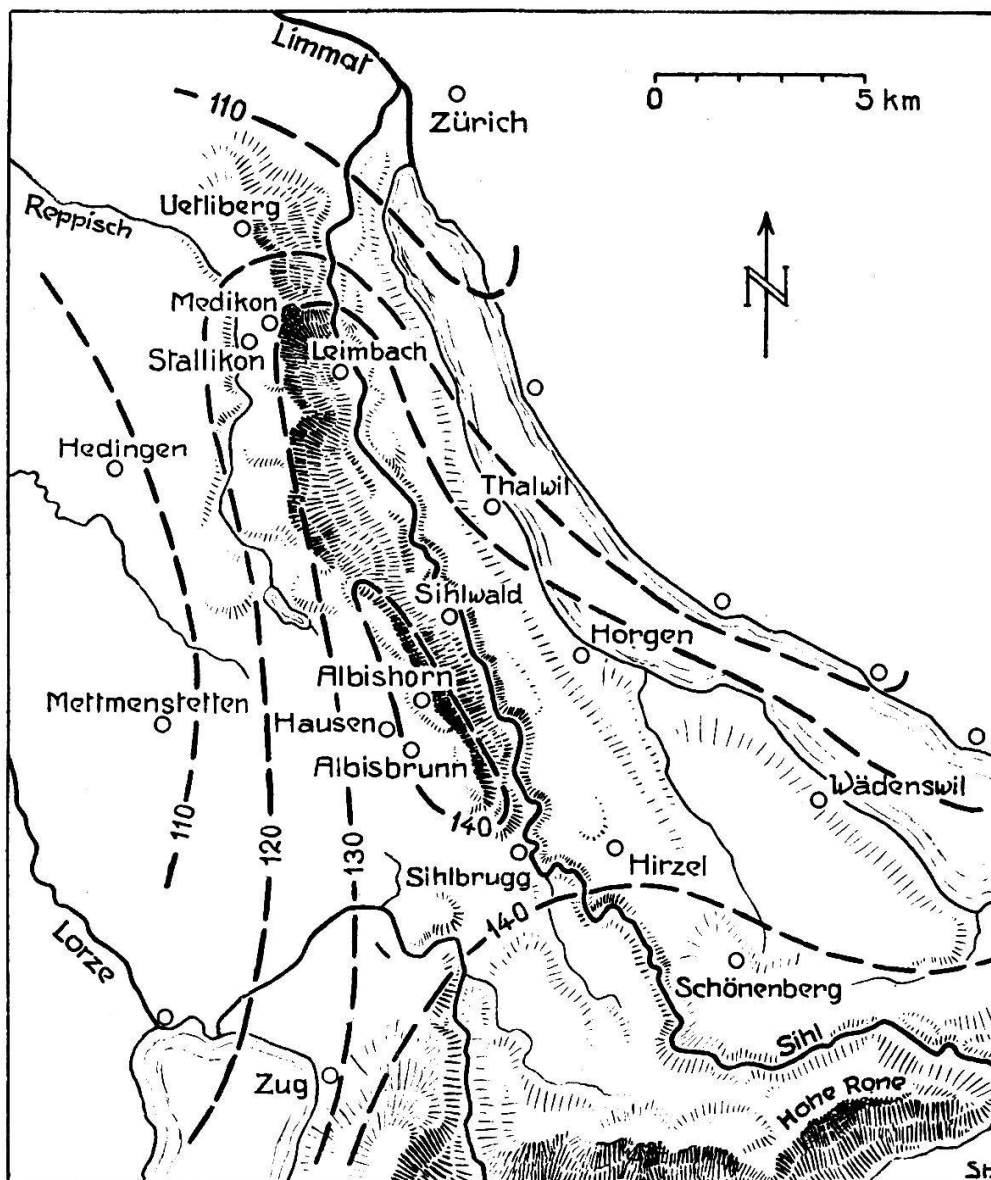 Limmat
0 5 km
110
Zürich
Uetliberg
Reppisch
N
Medikon
Stallikon
Leimbach
Hedingen
Thalwil
Sihlwald
Horgen
Albishorn
Mettmenstetten
Hausen
Albisbrunn
Wädenswil
110
120
130
140
Sihlbrugg
Hirzel
140
Lorze
Schönenberg
Sihl
Zug
Hohe Rone
St